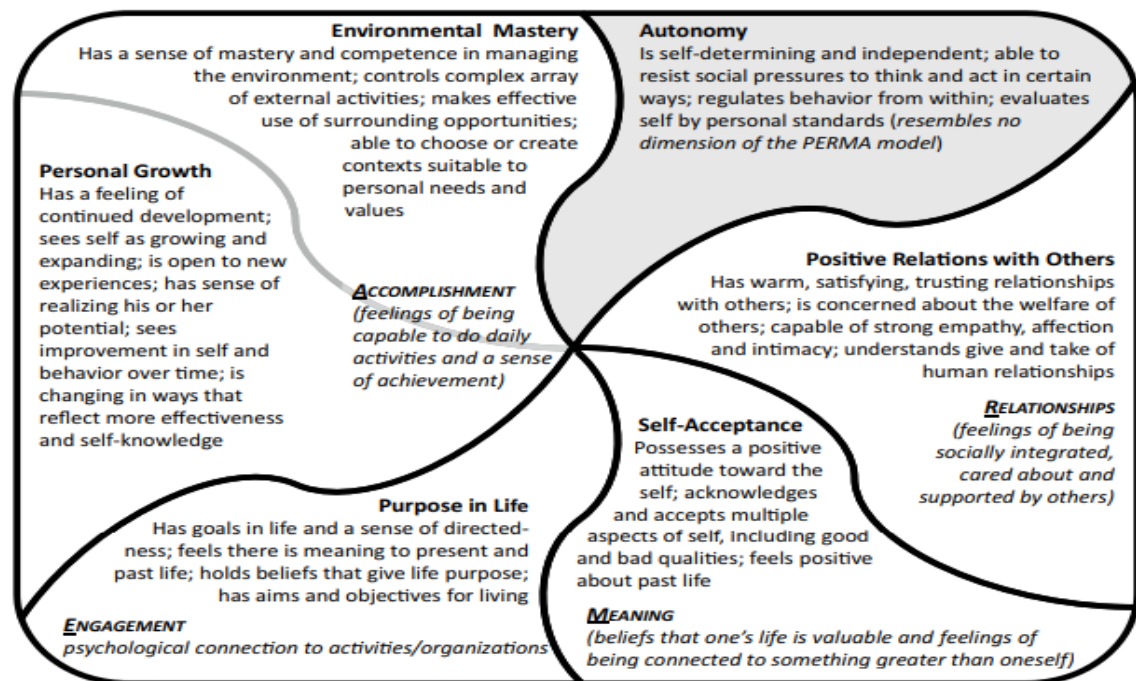 Environmental Mastery
Has a sense of mastery and competence in managing
the environment; controls complex array
of external activities; makes effective
use of surrounding opportunities;
able to choose or create
contexts suitable to
personal needs and
values
Autonomy
Is self-determining and independent; able to
resist social pressures to think and act in certain
ways; regulates behavior from within; evaluates
self by personal standards (resembles no
dimension of the PERMA model)
Personal Growth
Has a feeling of
continued development;
sees self as growing and
expanding; is open to new
experiences; has sense of
realizing his or her
potential; sees
improvement in self and
behavior over time; is
changing in ways that
reflect more effectiveness
and self-knowledge
ACCOMPLISHMENT
(feelings of being
capable to do daily
activities and a sense
of achievement)
Positive Relations with Others
Has warm, satisfying, trusting relationships
with others; is concerned about the welfare of
others; capable of strong empathy, affection
and intimacy; understands give and take of
human relationships
RELATIONSHIPS
(feelings of being
socially integrated,
cared about and
supported by others)
Self-Acceptance
Possesses a positive
attitude toward the
self; acknowledges
and accepts multiple
aspects of self, including good
and bad qualities; feels positive
about past life
MEANING
(beliefs that one's life is valuable and feelings of
being connected to something greater than oneself)
Purpose in Life
Has goals in life and a sense of directed-
ness; feels there is meaning to present and
past life; holds beliefs that give life purpose;
has aims and objectives for living
ENGAGEMENT
psychological connection to activities/organizations